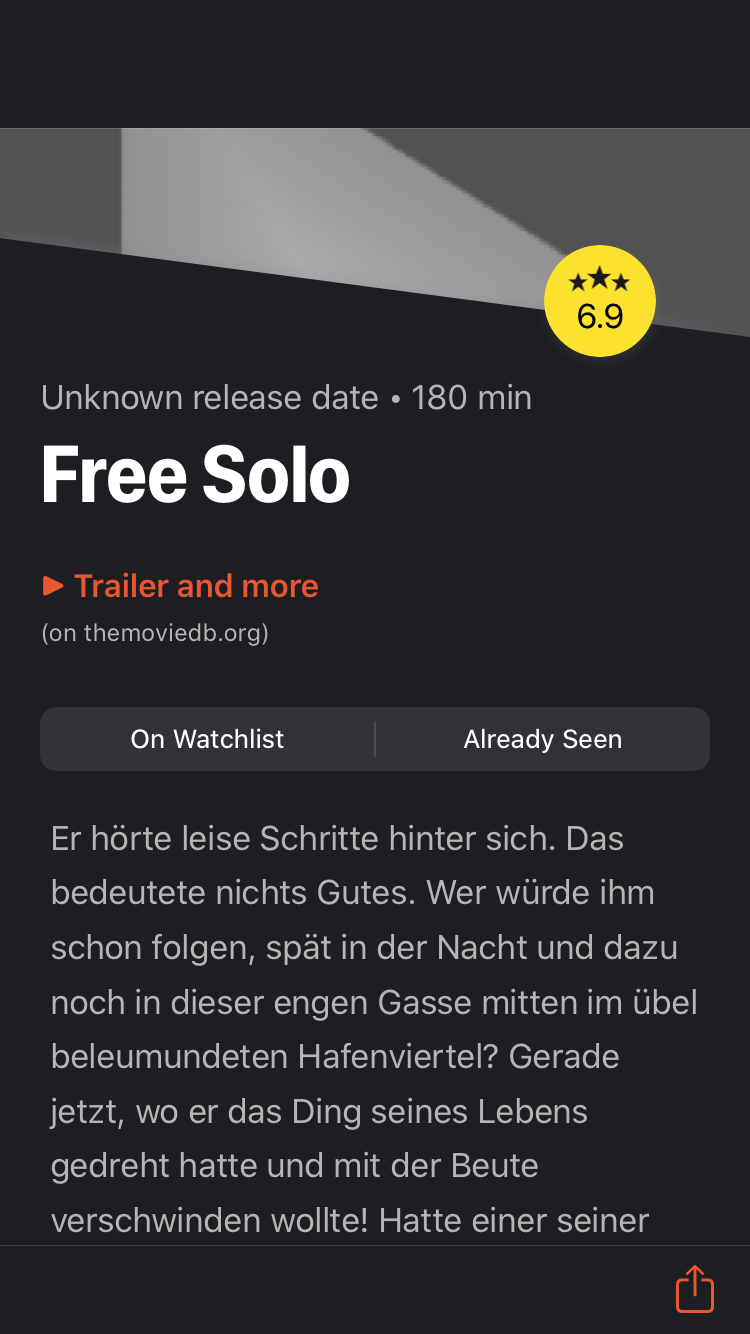 6.9
Unknown release date • 180 min
Free Solo
Trailer and more
(on themoviedb.org)
On Watchlist
Already Seen
Er hörte leise Schritte hinter sich. Das
bedeutete nichts Gutes. Wer würde ihm
schon folgen, spät in der Nacht und dazu
noch in dieser engen Gasse mitten im übel
beleumundeten Hafenviertel? Gerade
jetzt, wo er das Ding seines Lebens
gedreht hatte und mit der Beute
verschwinden wollte! Hatte einer seiner